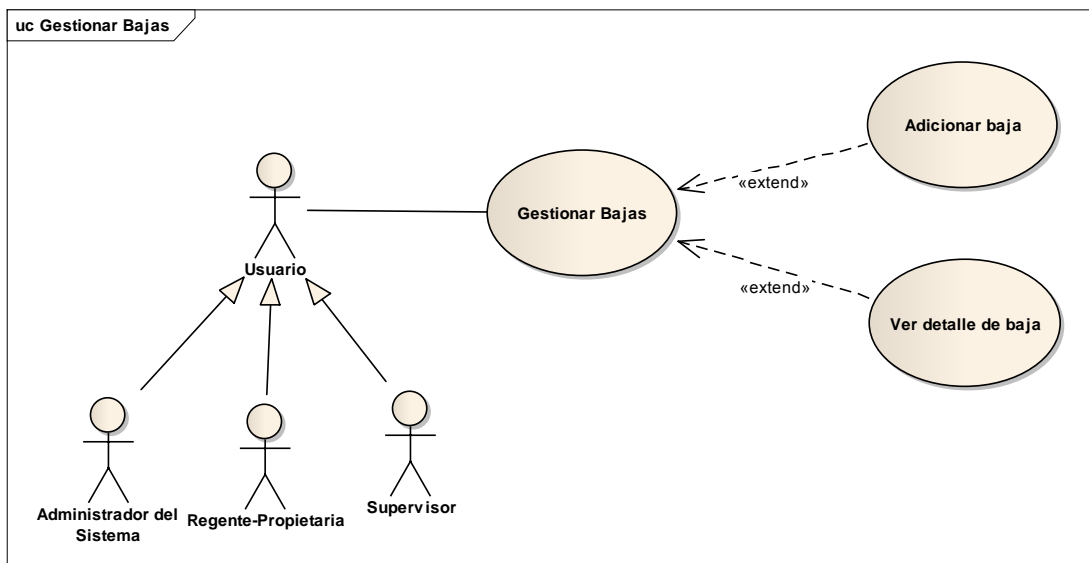 uc Gestionar Bajas
Adicionar baja
«extend»
Gestionar Bajas
Usuario
«extend»
Ver detalle de baja
Administrador del
Sistema
Regente-Propietaria
Supervisor